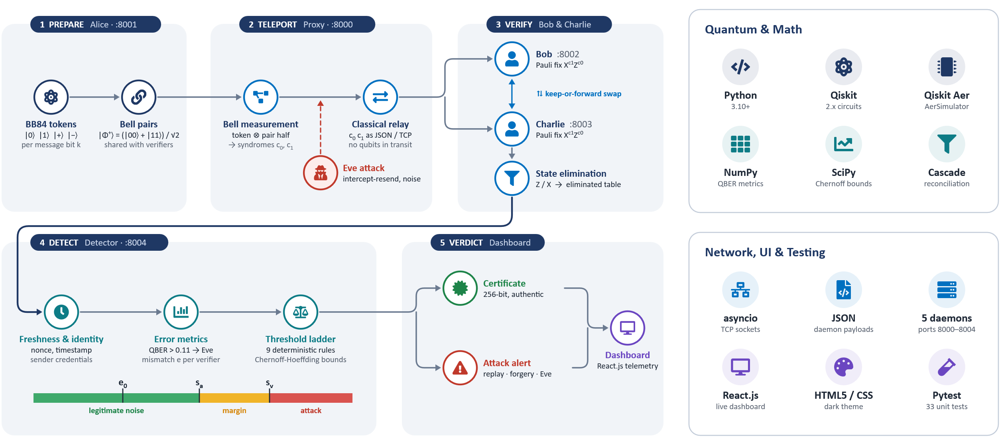 1 PREPARE Alice · :8001
BB84 tokens
|0⟩ |1⟩ |+⟩ |−⟩
per message bit k
Bell pairs
|Φ⁺⟩ = (|00⟩ + |11⟩) / √2
shared with verifiers
2 TELEPORT Proxy · :8000
Bell measurement
token ⊗ pair half
→ syndromes c₀, c₁
Classical relay
c₀ c₁ as JSON / TCP
no qubits in transit
Eve attack
intercept-resend, noise
3 VERIFY Bob & Charlie
Bob :8002
Pauli fix Xᶜ¹Zᶜ⁰
⇅ keep-or-forward swap
Charlie :8003
Pauli fix Xᶜ¹Zᶜ⁰
State elimination
Z / X → eliminated table
4 DETECT Detector · :8004
Freshness & identity
nonce, timestamp
sender credentials
Error metrics
QBER > 0.11 → Eve
mismatch e per verifier
Threshold ladder
9 deterministic rules
Chernoff-Hoeffding bounds
e₀ sₐ sᵥ
legitimate noise margin attack
5 VERDICT Dashboard
Certificate
256-bit, authentic
Attack alert
replay · forgery · Eve
Dashboard
React.js telemetry
Quantum & Math
Python
3.10+
Qiskit
2.x circuits
Qiskit Aer
AerSimulator
NumPy
QBER metrics
SciPy
Chernoff bounds
Cascade
reconciliation
Network, UI & Testing
asyncio
TCP sockets
JSON
daemon payloads
5 daemons
ports 8000–8004
React.js
live dashboard
HTML5 / CSS
dark theme
Pytest
33 unit tests